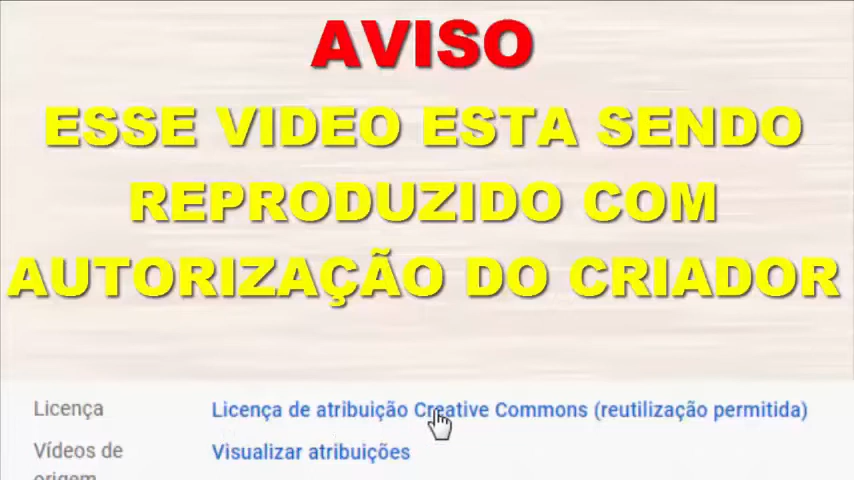 AVISO
ESSE VIDEO ESTA SENDO
REPRODUZIDO COM
AUTORIZAÇÃO DO CRIADOR
Licença Licença de atribuição Creative Commons (reutilização permitida)
Vídeos de Visualizar atribuições
origem